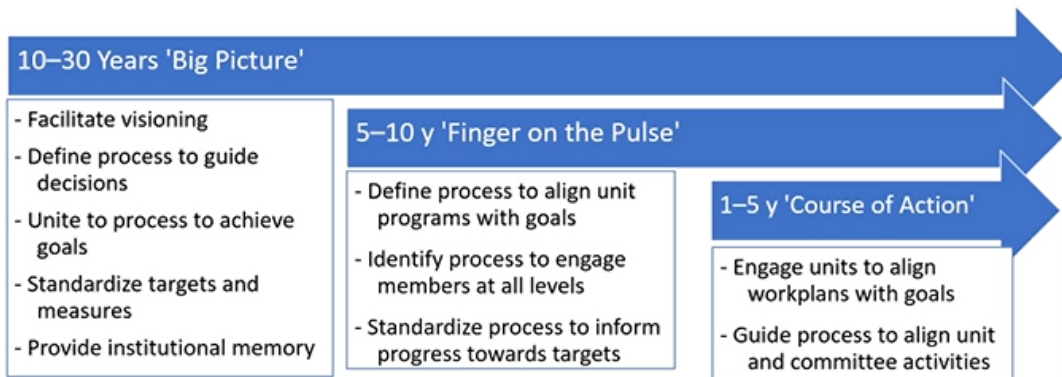 10–30 Years 'Big Picture'
- Facilitate visioning
- Define process to guide
decisions
- Unite to process to achieve
goals
- Standardize targets and
measures
- Provide institutional memory
5–10 y 'Finger on the Pulse'
- Define process to align unit
programs with goals
- Identify process to engage
members at all levels
- Standardize process to inform
progress towards targets
1–5 y 'Course of Action'
- Engage units to align
workplans with goals
- Guide process to align unit
and committee activities